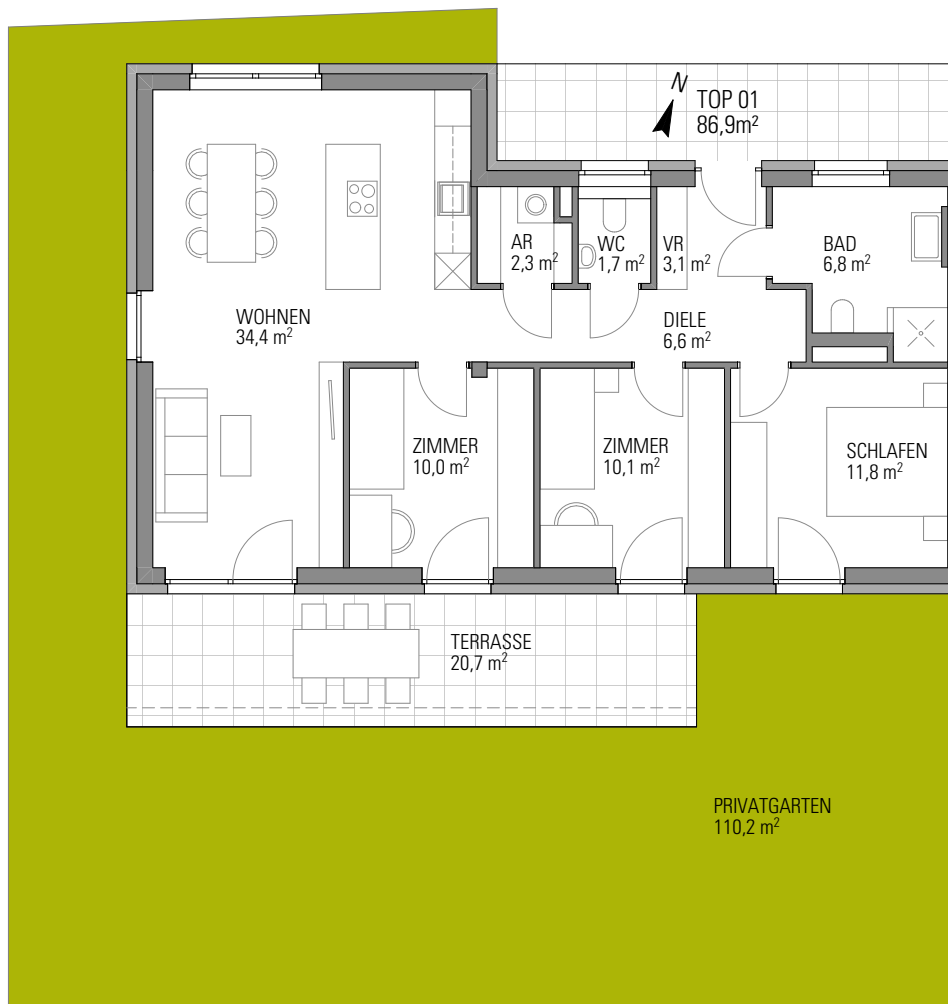 N
TOP 01
86,9m²
AR
2,3 m²
WC
1,7 m²
VR
3,1 m²
BAD
6,8 m²
WOHNEN
34,4 m²
DIELE
6,6 m²
ZIMMER
10,0 m²
ZIMMER
10,1 m²
SCHLAFEN
11,8 m²
TERRASSE
20,7 m²
PRIVATGARTEN
110,2 m²